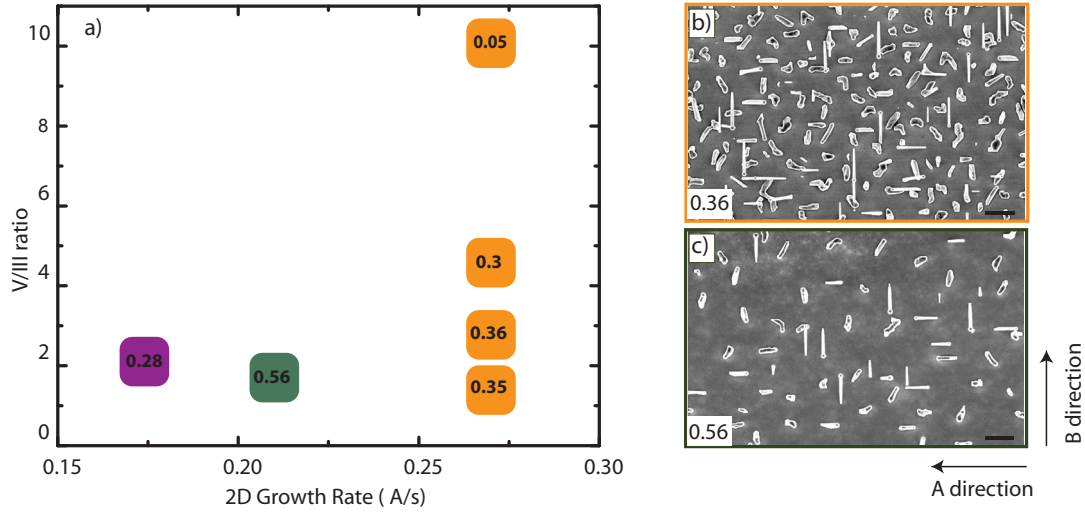 a)
V/III ratio
10
8
6
4
2
0
0.05
0.3
0.36
0.35
0.28
0.56
0.15
0.20
0.25
0.30
2D Growth Rate ( A/s)
b)
0.36
c)
0.56
B direction
A direction